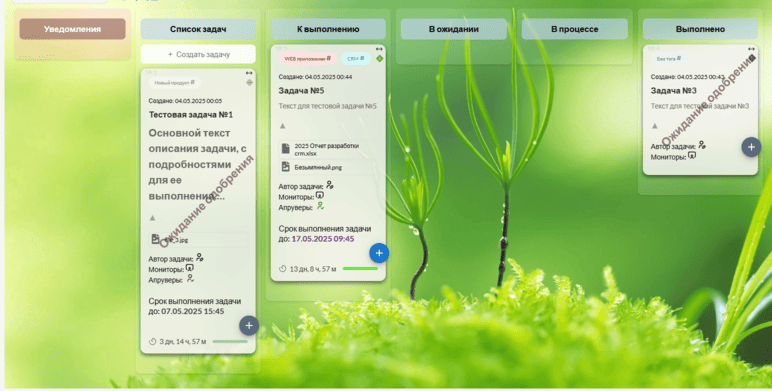 Уведомления
Список задач
+ Создать задачу
Новый продукт #
Создано: 04.05.2025 00:05
Тестовая задача №1
Основной текст
описания задачи, с
подробностями
для ее
выполнения...
Ожидание одобрения
3.jpg
Автор задачи:
Мониторы:
Апруверы:
Срок выполнения задачи
до: 07.05.2025 15:45
3 дн, 14 ч, 57 м
+
К выполнению
WEB программа #
CRM #
Создано: 04.05.2025 00:44
Задача №5
Текст для тестовой задачи №5
2025 Отчет разработки
crm.xlsx
Безымянный.png
Автор задачи:
Мониторы:
Апруверы:
Срок выполнения задачи
до: 17.05.2025 09:45
13 дн, 8 ч, 57 м
+
В ожидании
В процессе
Выполнено
Без тега #
Создано: 04.05.2025 00:43
Задача №3
Текст для тестовой задачи №3
Ожидание одобрения
Автор задачи:
Мониторы:
+